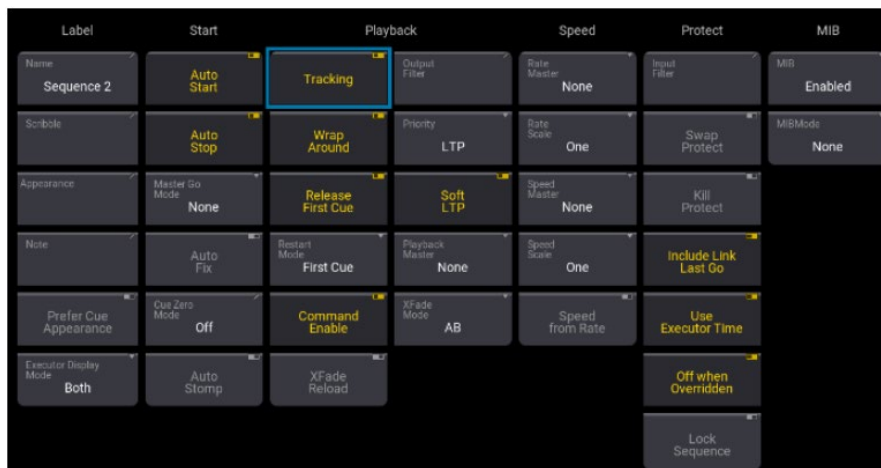 Label Start Playback Speed Protect MIB
Name
Sequence 2
Auto
Start
Tracking
Output
Filter
Rate
Master
None
Input
Filter
MIB
Enabled
Scribble
Auto
Stop
Wrap
Around
Priority
LTP
Rate
Scale
One
Swap
Protect
MIBMode
None
Appearance
Master Go
Mode
None
Release
First Cue
Soft
LTP
Speed
Master
None
Kill
Protect
Note
Auto
Fix
Restart
Mode
First Cue
Playback
Master
None
Speed
Scale
One
Include Link
Last Go
Prefer Cue
Appearance
Cue Zero
Mode
Off
Command
Enable
XFade
Mode
AB
Speed
from Rate
Use
Executor Time
Executor Display
Mode
Both
Auto
Stomp
XFade
Reload
Off when
Overridden
Lock
Sequence